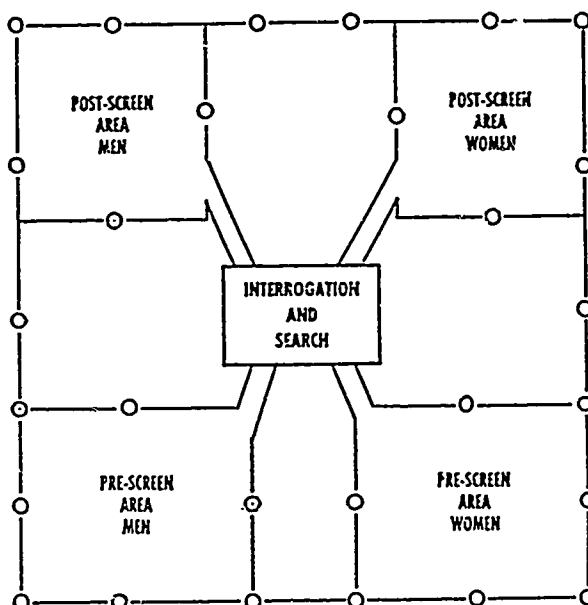 POST-SCREEN
AREA
MEN
POST-SCREEN
AREA
WOMEN
INTERROGATION
AND
SEARCH
PRE-SCREEN
AREA
MEN
PRE-SCREEN
AREA
WOMEN